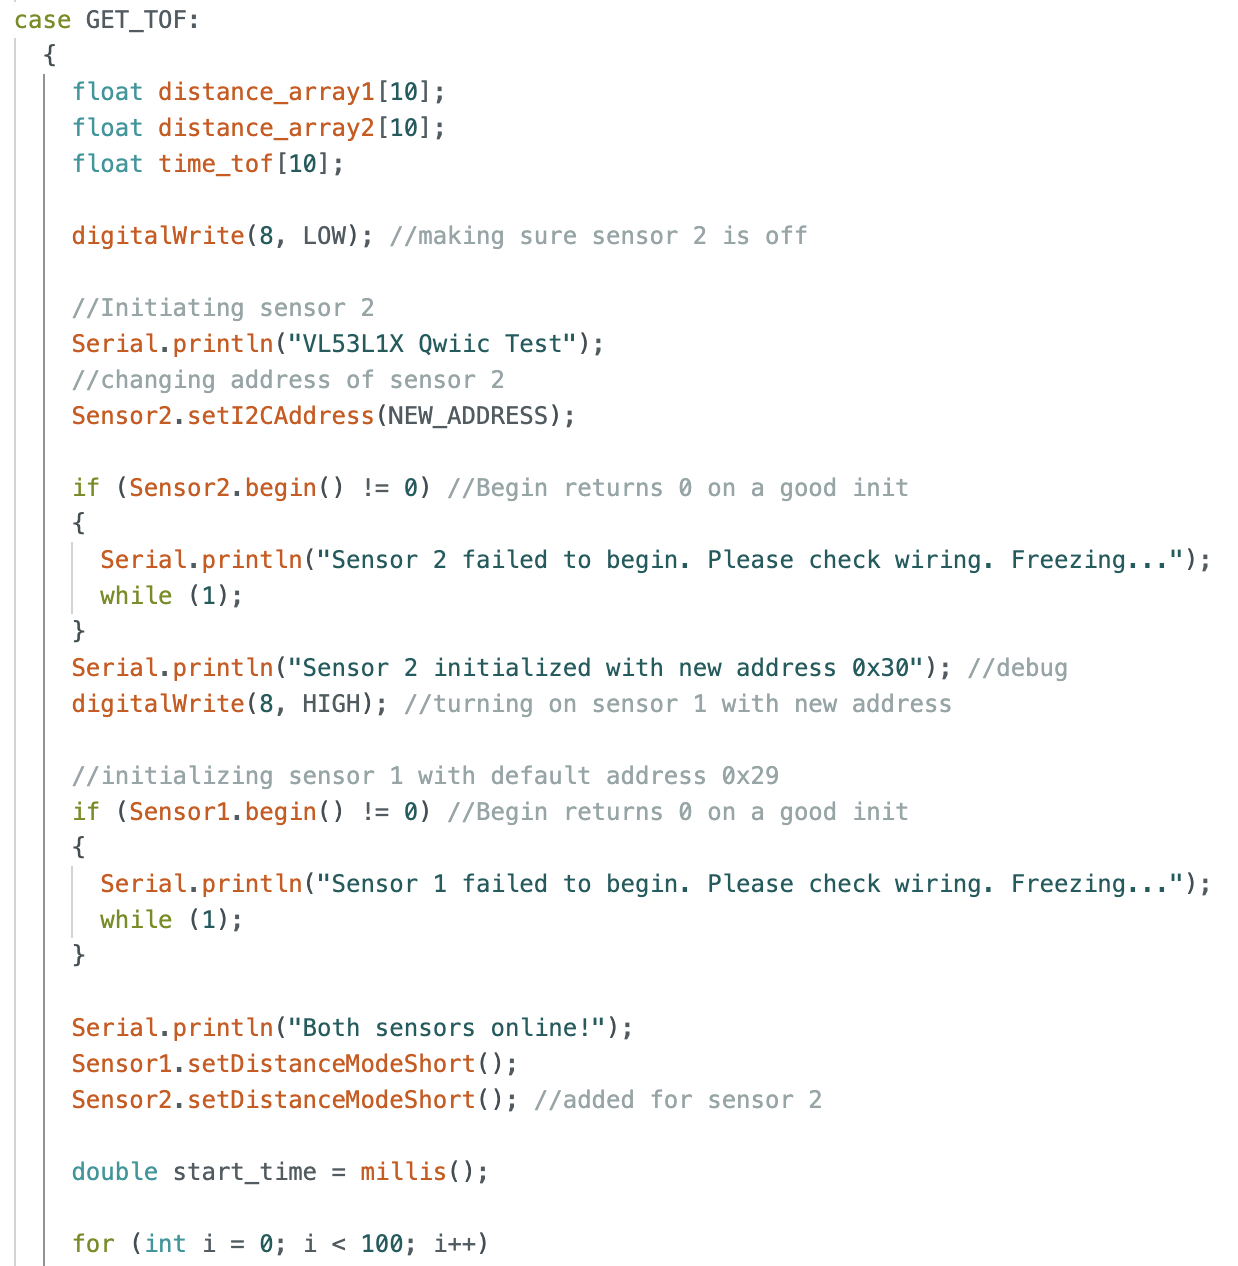 case GET_TOF:
{
float distance_array1[10];
float distance_array2[10];
float time_tof[10];
digitalWrite(8, LOW); //making sure sensor 2 is off
//Initiating sensor 2
Serial.println("VL53L1X Qwiic Test");
//changing address of sensor 2
Sensor2.setI2CAddress(NEW_ADDRESS);
if (Sensor2.begin() != 0) //Begin returns 0 on a good init
{
Serial.println("Sensor 2 failed to begin. Please check wiring. Freezing...");
while (1);
}
Serial.println("Sensor 2 initialized with new address 0x30"); //debug
digitalWrite(8, HIGH); //turning on sensor 1 with new address
//initializing sensor 1 with default address 0x29
if (Sensor1.begin() != 0) //Begin returns 0 on a good init
{
Serial.println("Sensor 1 failed to begin. Please check wiring. Freezing...");
while (1);
}
Serial.println("Both sensors online!");
Sensor1.setDistanceModeShort();
Sensor2.setDistanceModeShort(); //added for sensor 2
double start_time = millis();
for (int i = 0; i < 100; i++)